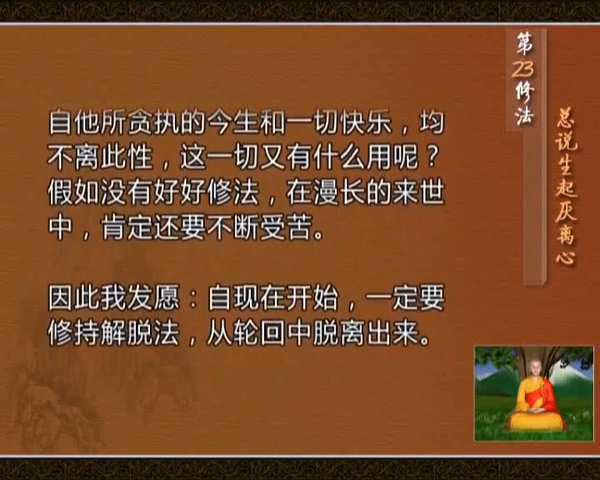 第23修法
总说生起厌离心
自他所贪执的今生和一切快乐，均
不离此性，这一切又有什么用呢？
假如没有好好修法，在漫长的来世
中，肯定还要不断受苦。
因此我发愿：自现在开始，一定要
修持解脱法，从轮回中脱离出来。